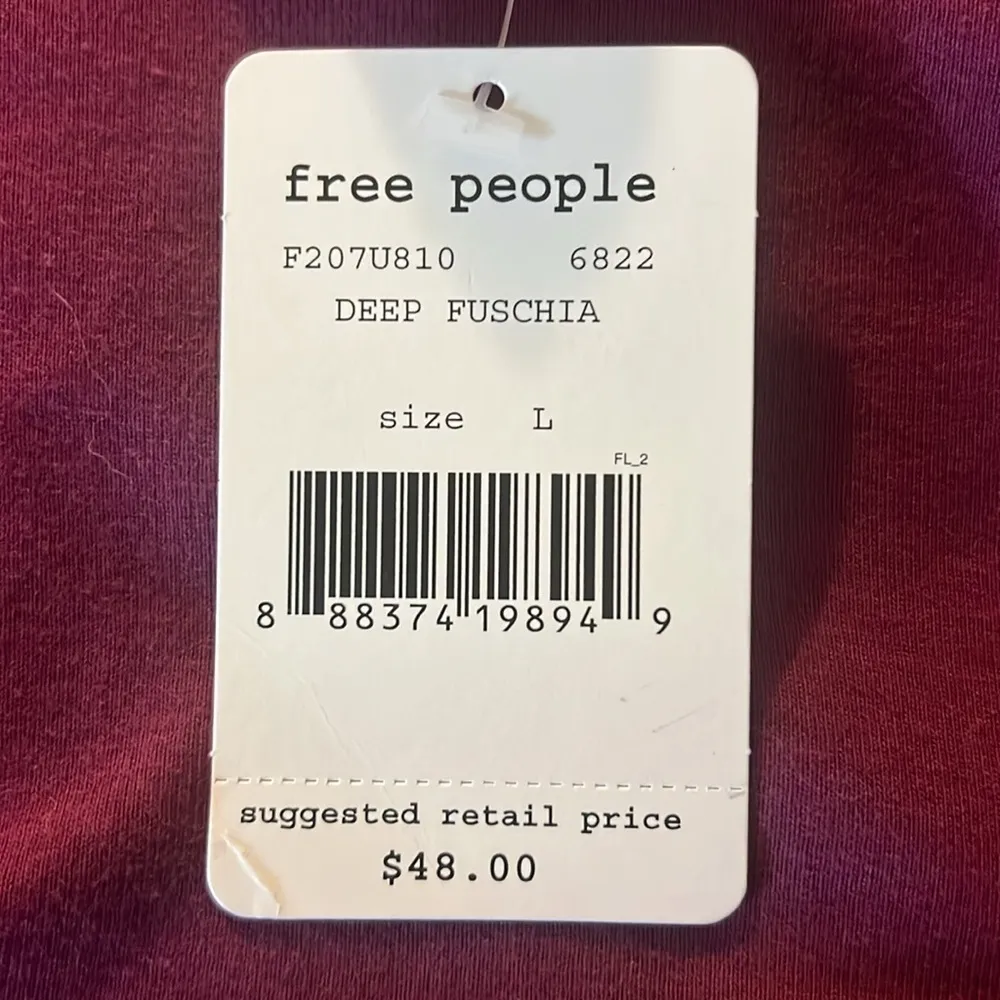 free people
F207U810 6822
DEEP FUSCHIA
size L
FL_2
8 88374 19894 9
suggested retail price
$48.00